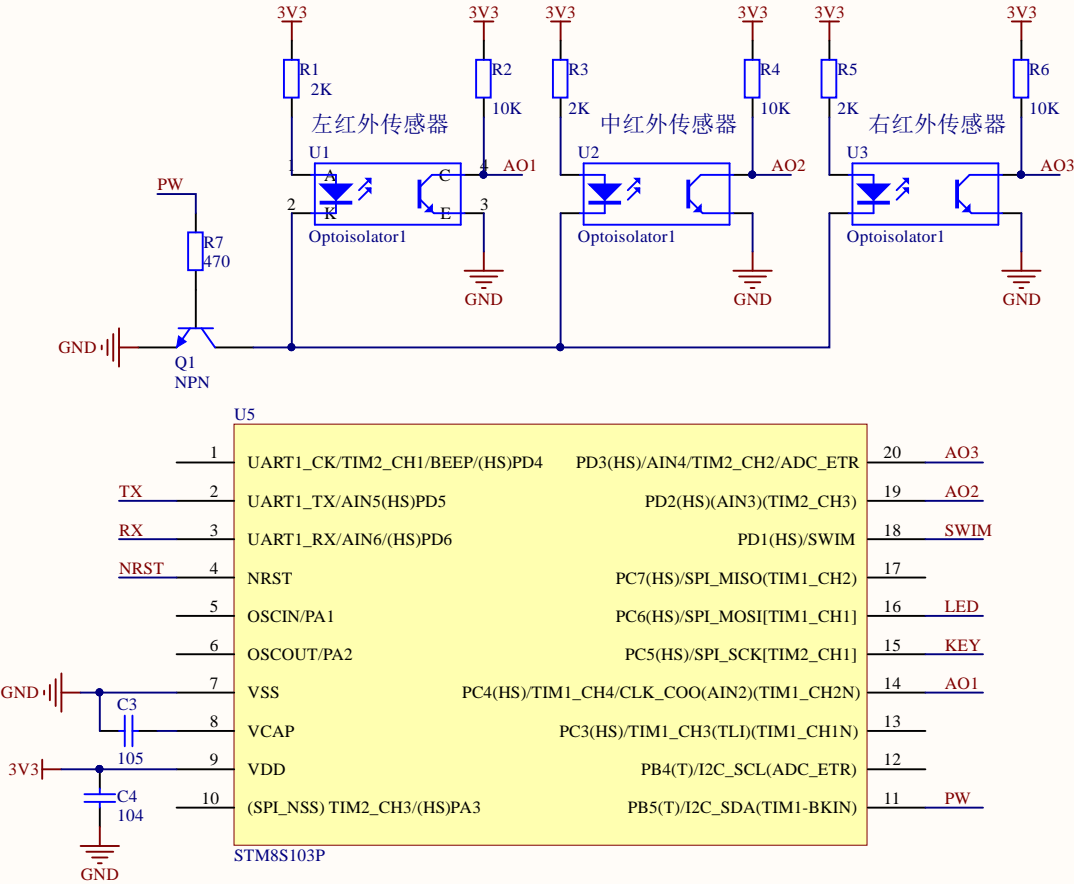 3V3 3V3 3V3 3V3 3V3 3V3
R1 R2 R3 R4 R5 R6
2K 10K 2K 10K 2K 10K
左红外传感器 中红外传感器 右红外传感器
U1 U2 U3
1 A C 4 AO1 AO2 AO3
PW
2 K E 3
Optoisolator1 Optoisolator1 Optoisolator1
R7
470
GND GND GND
GND
Q1
NPN
U5
1 UART1_CK/TIM2_CH1/BEEP/(HS)PD4 PD3(HS)/AIN4/TIM2_CH2/ADC_ETR 20 AO3
TX 2 UART1_TX/AIN5(HS)PD5 PD2(HS)(AIN3)(TIM2_CH3) 19 AO2
RX 3 UART1_RX/AIN6/(HS)PD6 PD1(HS)/SWIM 18 SWIM
NRST 4 NRST PC7(HS)/SPI_MISO(TIM1_CH2) 17
5 OSCIN/PA1 PC6(HS)/SPI_MOSI[TIM1_CH1] 16 LED
6 OSCOUT/PA2 PC5(HS)/SPI_SCK[TIM2_CH1] 15 KEY
GND 7 VSS PC4(HS)/TIM1_CH4/CLK_COO(AIN2)(TIM1_CH2N) 14 AO1
C3
8 VCAP PC3(HS)/TIM1_CH3(TLI)(TIM1_CH1N) 13
105
3V3 9 VDD PB4(T)/I2C_SCL(ADC_ETR) 12
C4
104
10 (SPI_NSS) TIM2_CH3/(HS)PA3 PB5(T)/I2C_SDA(TIM1-BKIN) 11 PW
STM8S103P
GND